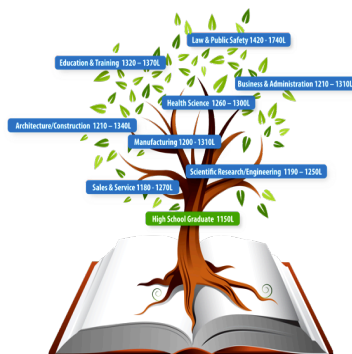 Law & Public Safety 1420 - 1740L
Education & Training 1320 – 1370L
Business & Administration 1210 – 1310L
Health Science 1260 – 1300L
Architecture/Construction 1210 – 1340L
Manufacturing 1200 - 1310L
Scientific Research/Engineering 1190 – 1250L
Sales & Service 1180 - 1270L
High School Graduate 1150L